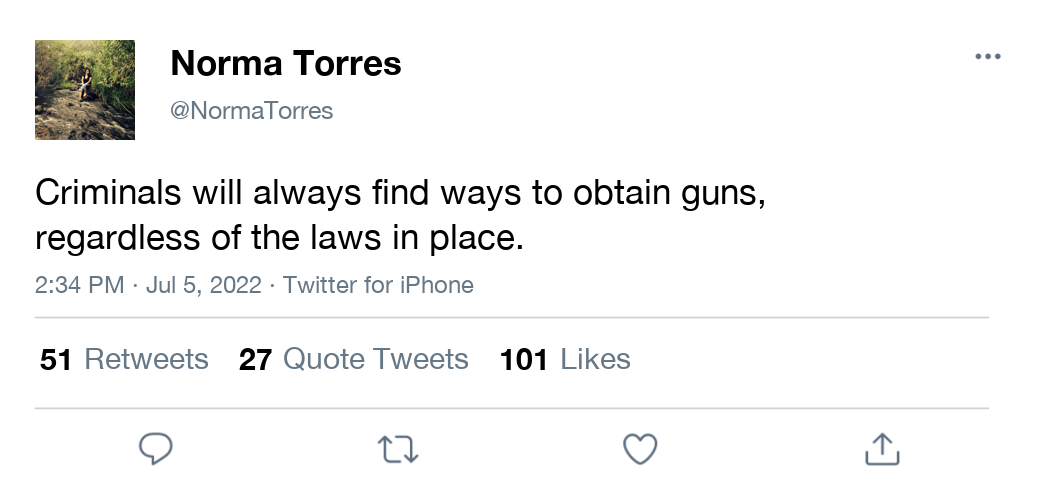 Norma Torres
@NormaTorres
Criminals will always find ways to obtain guns,
regardless of the laws in place.
2:34 PM · Jul 5, 2022 · Twitter for iPhone
51 Retweets 27 Quote Tweets 101 Likes